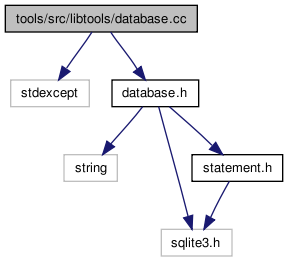 tools/src/libtools/database.cc
stdexcept
database.h
string
statement.h
sqlite3.h